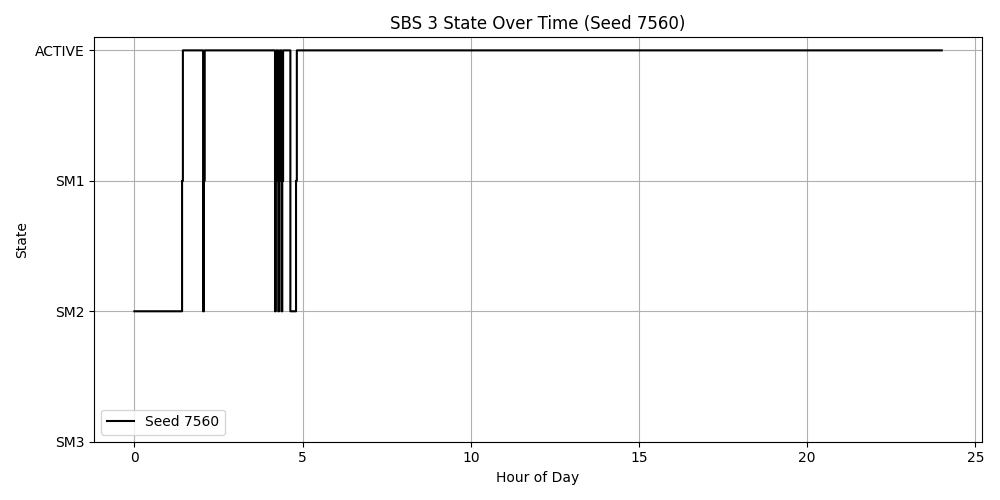 SBS 3 State Over Time (Seed 7560)
ACTIVE
SM1
SM2
SM3
State
Seed 7560
0 5 10 15 20 25
Hour of Day